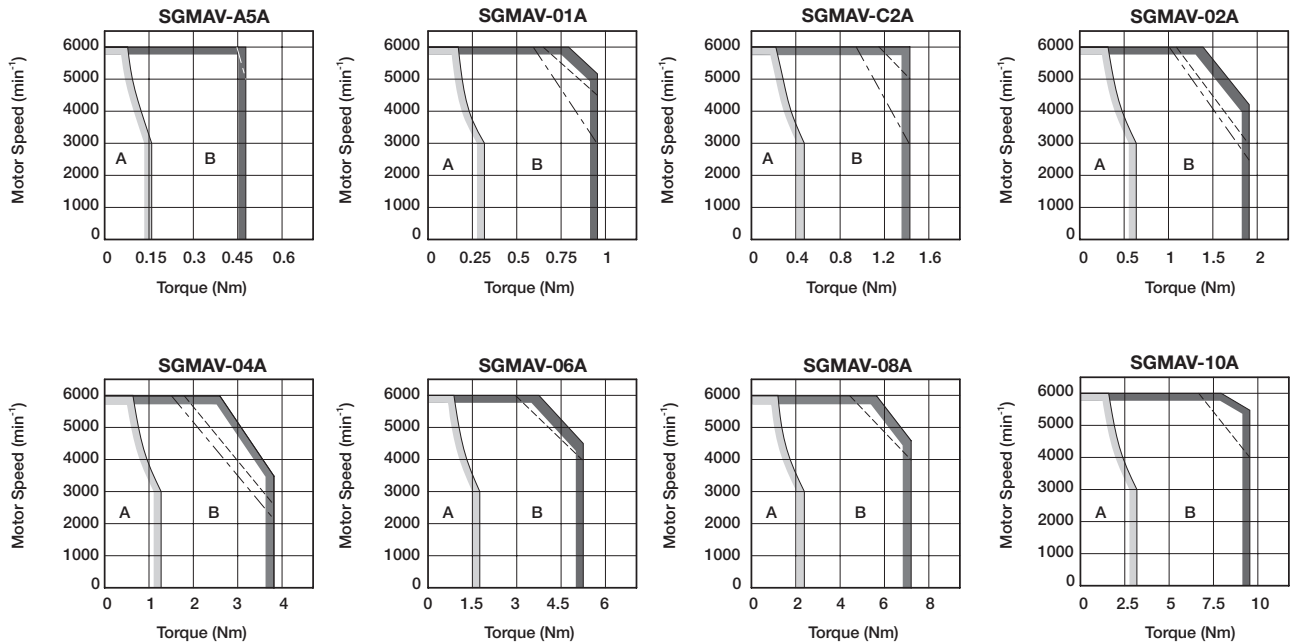 SGMAV-A5A
Motor Speed (min⁻¹)
6000
5000
4000
3000
2000
1000
0
A
B
0 0.15 0.3 0.45 0.6
Torque (Nm)
SGMAV-01A
Motor Speed (min⁻¹)
6000
5000
4000
3000
2000
1000
0
A
B
0 0.25 0.5 0.75 1
Torque (Nm)
SGMAV-C2A
Motor Speed (min⁻¹)
6000
5000
4000
3000
2000
1000
0
A
B
0 0.4 0.8 1.2 1.6
Torque (Nm)
SGMAV-02A
Motor Speed (min⁻¹)
6000
5000
4000
3000
2000
1000
0
A
B
0 0.5 1 1.5 2
Torque (Nm)
SGMAV-04A
Motor Speed (min⁻¹)
6000
5000
4000
3000
2000
1000
0
A
B
0 1 2 3 4
Torque (Nm)
SGMAV-06A
Motor Speed (min⁻¹)
6000
5000
4000
3000
2000
1000
0
A
B
0 1.5 3 4.5 6
Torque (Nm)
SGMAV-08A
Motor Speed (min⁻¹)
6000
5000
4000
3000
2000
1000
0
A
B
0 2 4 6 8
Torque (Nm)
SGMAV-10A
Motor Speed (min⁻¹)
6000
5000
4000
3000
2000
1000
0
A
B
0 2.5 5 7.5 10
Torque (Nm)